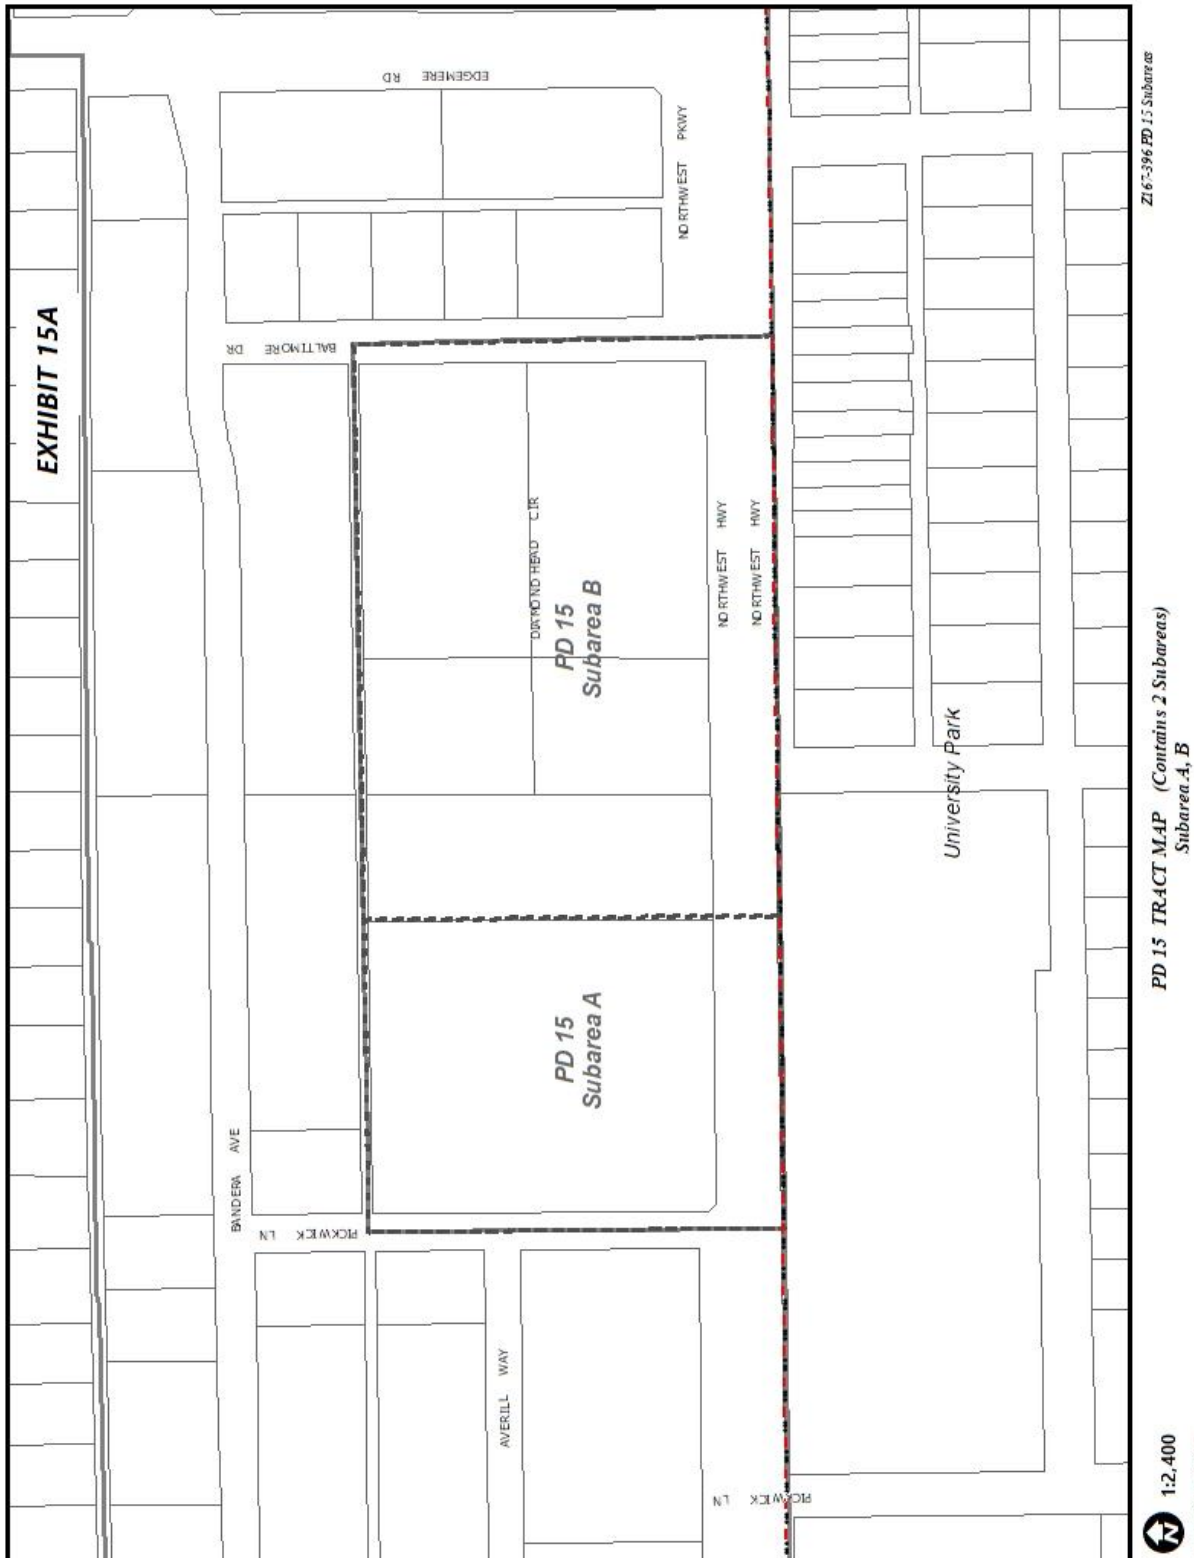 EXHIBIT 15A
EDGEMERE RD
NORTHWEST PKWY
BALTIMORE DR
DIAMOND HEAD CIR
PD 15
Subarea B
NORTHWEST HWY
NORTHWEST HWY
PD 15
Subarea A
BANDERA AVE
PICKWICK LN
AVERILL WAY
PICKWICK LN
University Park
Z167-396 PD 15 Subareas
PD 15 TRACT MAP (Contains 2 Subareas)
Subarea A, B
N
1:2,400